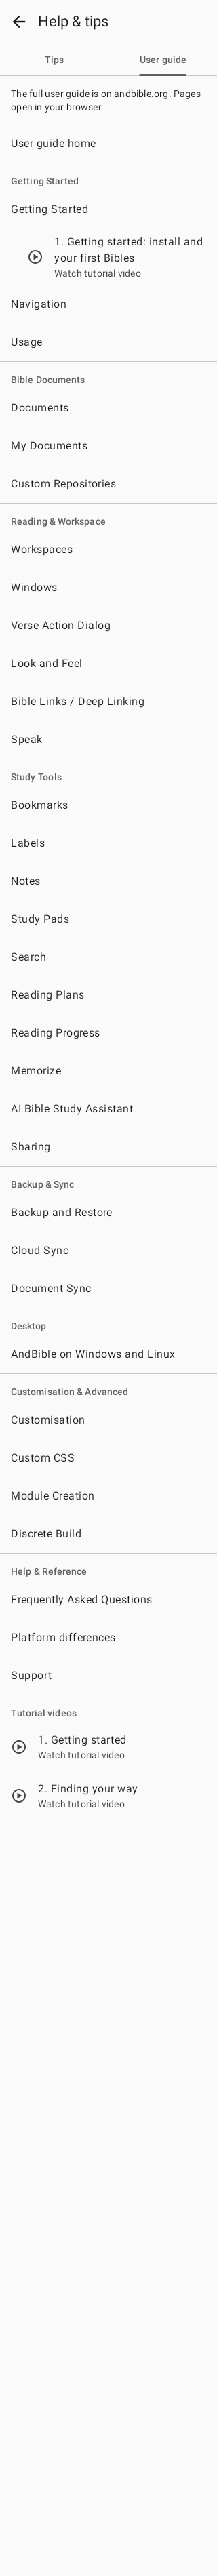 Help & tips
Tips
User guide
The full user guide is on andbible.org. Pages
open in your browser.
User guide home
Getting Started
Getting Started
1. Getting started: install and
your first Bibles
Watch tutorial video
Navigation
Usage
Bible Documents
Documents
My Documents
Custom Repositories
Reading & Workspace
Workspaces
Windows
Verse Action Dialog
Look and Feel
Bible Links / Deep Linking
Speak
Study Tools
Bookmarks
Labels
Notes
Study Pads
Search
Reading Plans
Reading Progress
Memorize
AI Bible Study Assistant
Sharing
Backup & Sync
Backup and Restore
Cloud Sync
Document Sync
Desktop
AndBible on Windows and Linux
Customisation & Advanced
Customisation
Custom CSS
Module Creation
Discrete Build
Help & Reference
Frequently Asked Questions
Platform differences
Support
Tutorial videos
1. Getting started
Watch tutorial video
2. Finding your way
Watch tutorial video